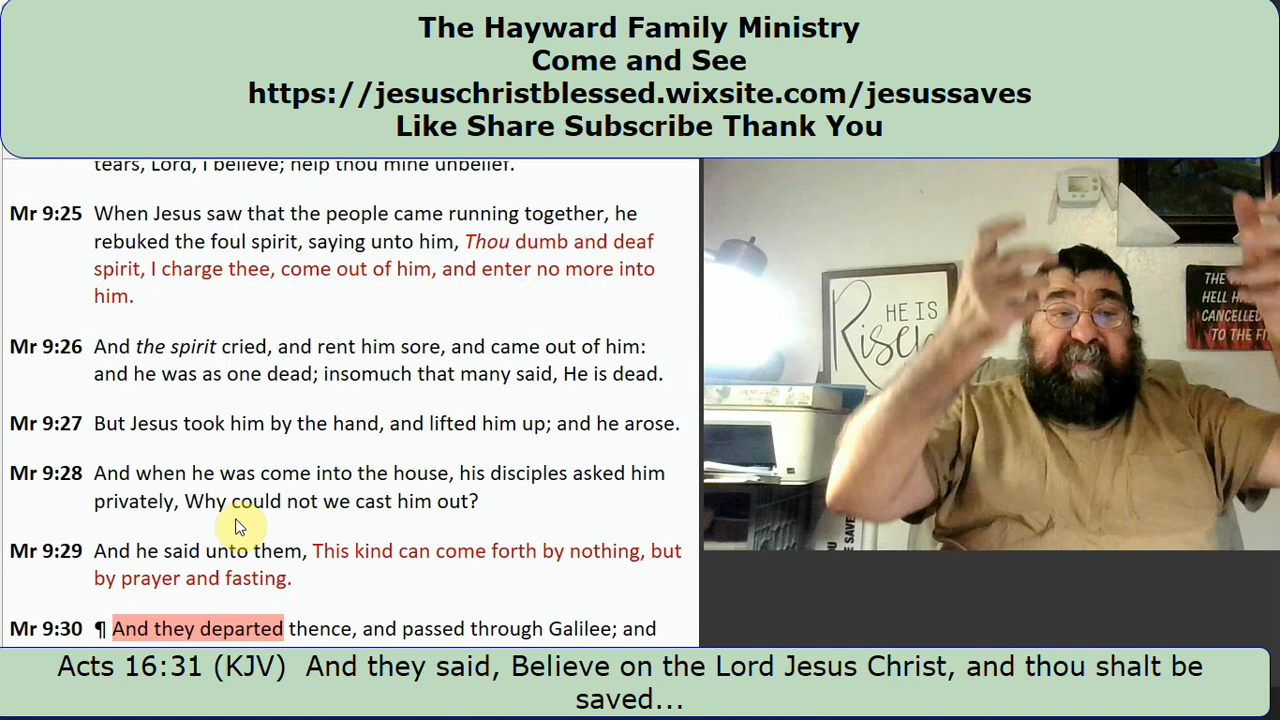 The Hayward Family Ministry
Come and See
https://jesuschristblessed.wixsite.com/jesussaves
Like Share Subscribe Thank You
tears, Lord, I believe; help thou mine unbelief.
Mr 9:25 When Jesus saw that the people came running together, he
rebuked the foul spirit, saying unto him, Thou dumb and deaf
spirit, I charge thee, come out of him, and enter no more into
him.
Mr 9:26 And the spirit cried, and rent him sore, and came out of him:
and he was as one dead; insomuch that many said, He is dead.
Mr 9:27 But Jesus took him by the hand, and lifted him up; and he arose.
Mr 9:28 And when he was come into the house, his disciples asked him
privately, Why could not we cast him out?
Mr 9:29 And he said unto them, This kind can come forth by nothing, but
by prayer and fasting.
Mr 9:30 ¶ And they departed thence, and passed through Galilee; and
HE IS
Risen
THE
HELL
CANCELLED
TO THE
SAVE
Acts 16:31 (KJV) And they said, Believe on the Lord Jesus Christ, and thou shalt be
saved...